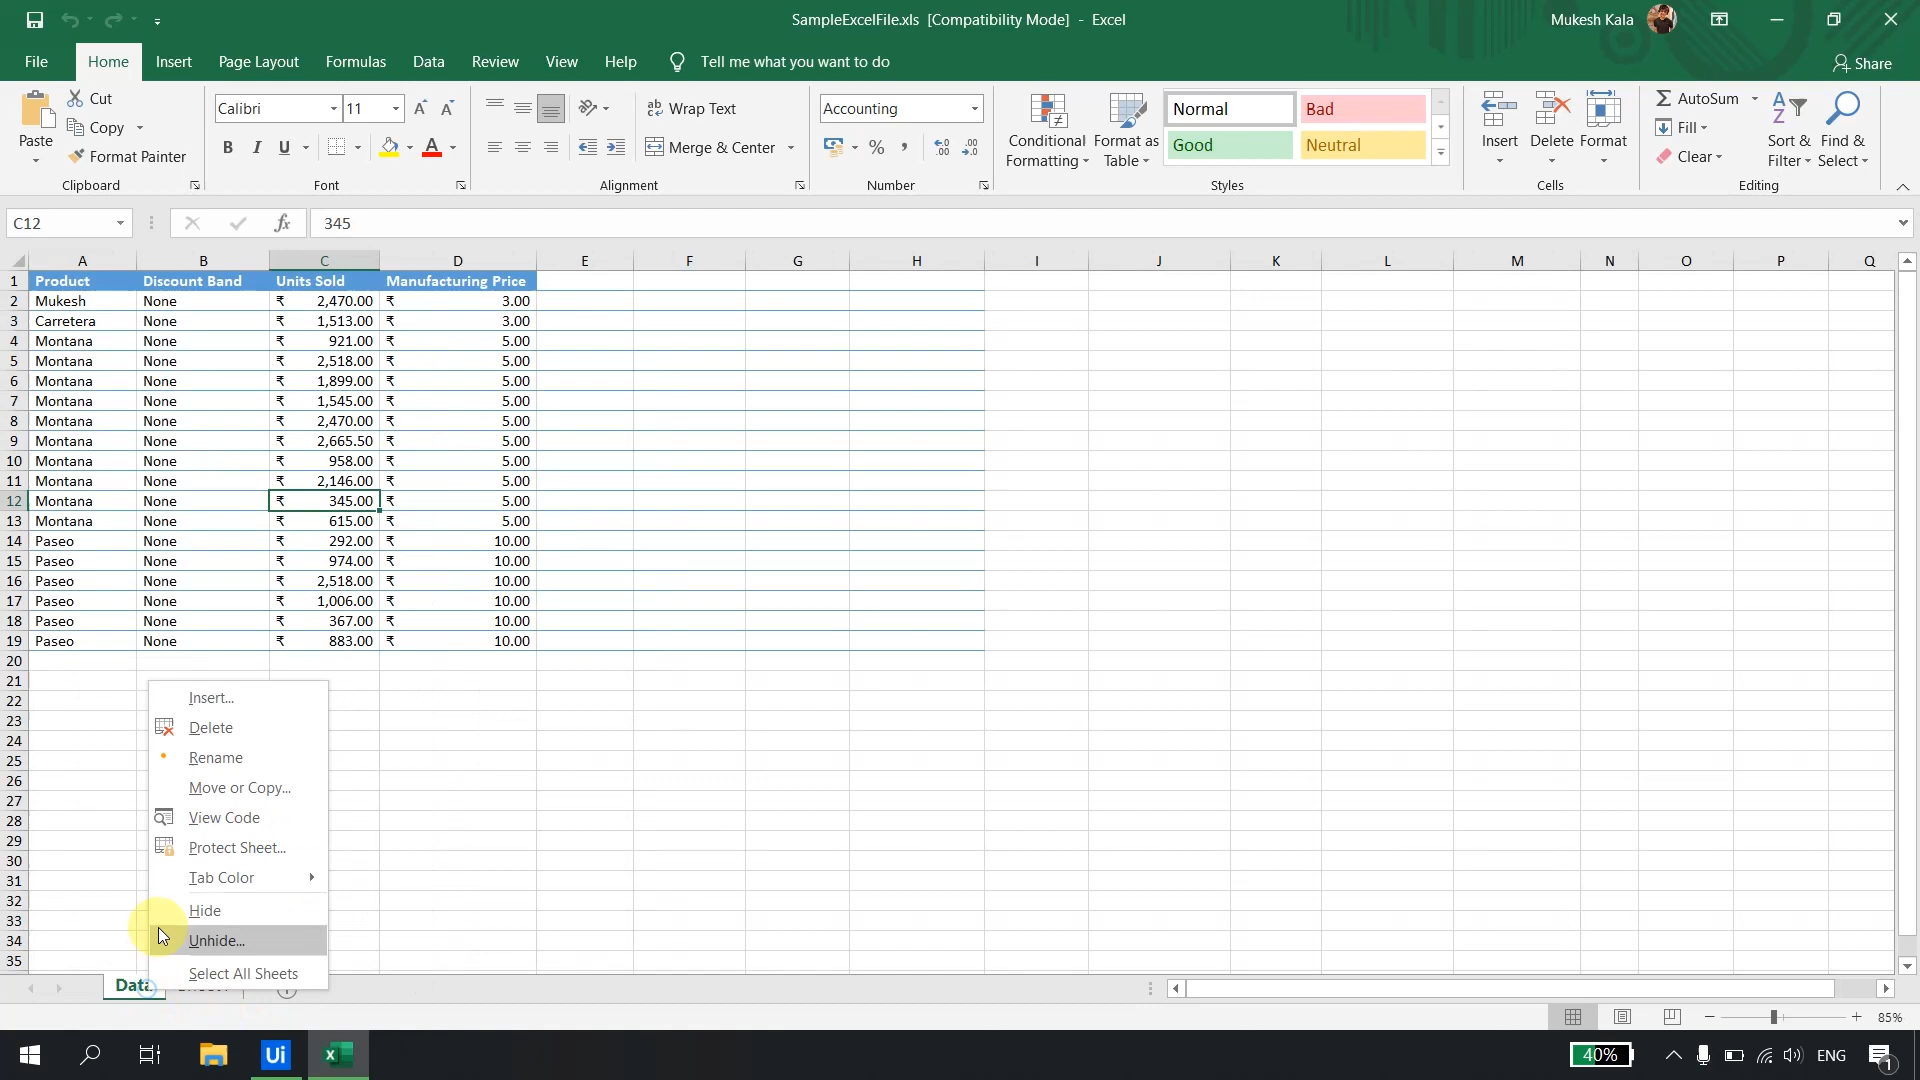 SampleExcelFile.xls [Compatibility Mode] - Excel
Mukesh Kala
File Home Insert Page Layout Formulas Data Review View Help Tell me what you want to do Share
Paste Cut Copy Format Painter Clipboard
Calibri 11 B I U A Font
ab Wrap Text Merge & Center Alignment
Accounting % , Number
Conditional Formatting Format as Table Normal Bad Good Neutral Styles
Insert Delete Format Cells
AutoSum Fill Clear Sort & Filter Find & Select Editing
C12 fx 345
A B C D E F G H I J K L M N O P Q
1 Product Discount Band Units Sold Manufacturing Price
2 Mukesh None ₹ 2,470.00 ₹ 3.00
3 Carretera None ₹ 1,513.00 ₹ 3.00
4 Montana None ₹ 921.00 ₹ 5.00
5 Montana None ₹ 2,518.00 ₹ 5.00
6 Montana None ₹ 1,899.00 ₹ 5.00
7 Montana None ₹ 1,545.00 ₹ 5.00
8 Montana None ₹ 2,470.00 ₹ 5.00
9 Montana None ₹ 2,665.50 ₹ 5.00
10 Montana None ₹ 958.00 ₹ 5.00
11 Montana None ₹ 2,146.00 ₹ 5.00
12 Montana None ₹ 345.00 ₹ 5.00
13 Montana None ₹ 615.00 ₹ 5.00
14 Paseo None ₹ 292.00 ₹ 10.00
15 Paseo None ₹ 974.00 ₹ 10.00
16 Paseo None ₹ 2,518.00 ₹ 10.00
17 Paseo None ₹ 1,006.00 ₹ 10.00
18 Paseo None ₹ 367.00 ₹ 10.00
19 Paseo None ₹ 883.00 ₹ 10.00
20
21
22
23
24
25
26
27
28
29
30
31
32
33
34
35
Insert...
Delete
Rename
Move or Copy...
View Code
Protect Sheet...
Tab Color
Hide
Unhide...
Select All Sheets
Data
85%
Ui 40% ENG 1